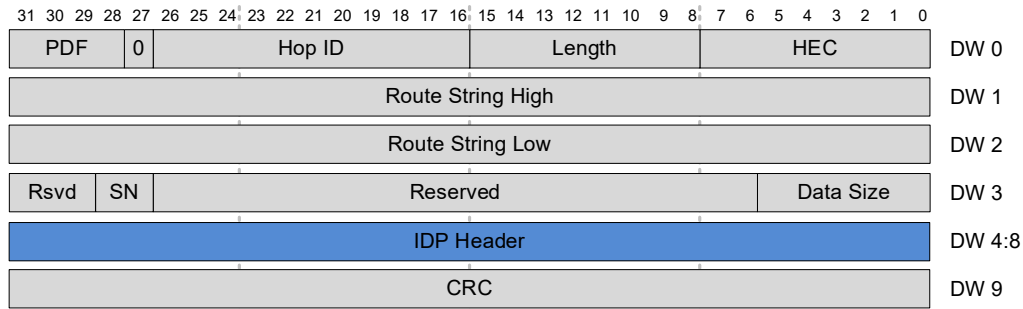 31 30 29 28 27 26 25 24 23 22 21 20 19 18 17 16 15 14 13 12 11 10 9 8 7 6 5 4 3 2 1 0
PDF 0 Hop ID Length HEC DW 0
Route String High DW 1
Route String Low DW 2
Rsvd SN Reserved Data Size DW 3
IDP Header DW 4:8
CRC DW 9